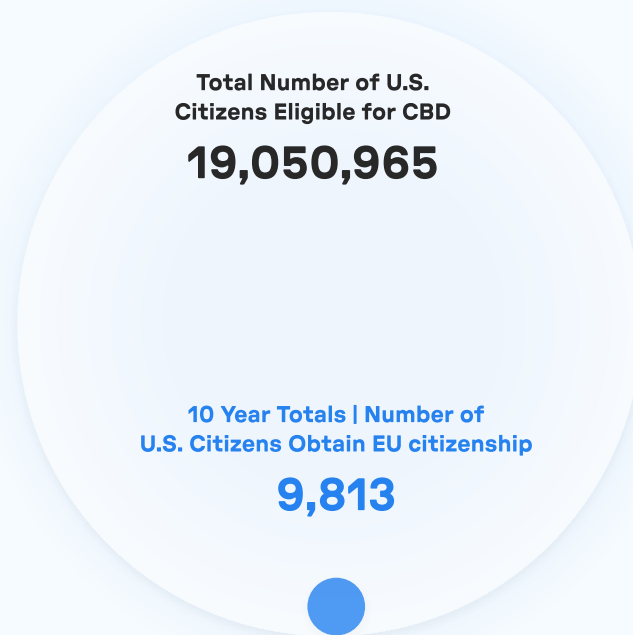 Total Number of U.S.
Citizens Eligible for CBD
19,050,965
10 Year Totals | Number of
U.S. Citizens Obtain EU citizenship
9,813